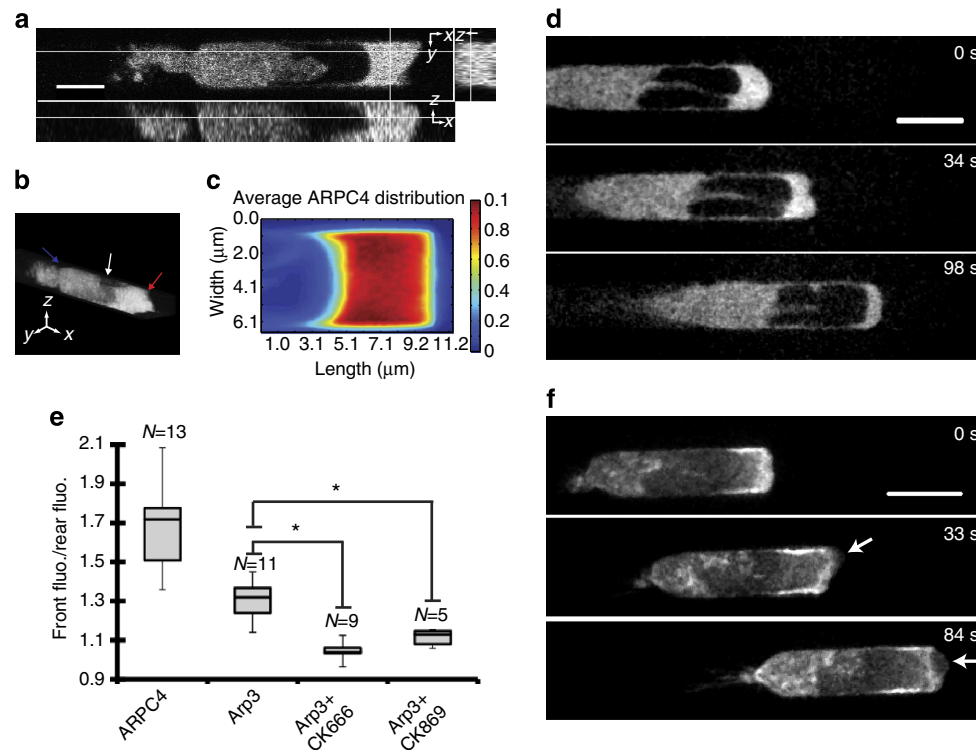 a
x
y
z
z
x
b
z
y
x
c
Average ARPC4 distribution
0.0
2.0
4.1
6.1
Width (μm)
1.0 3.1 5.1 7.1 9.2 11.2
Length (μm)
0.1
0.8
0.6
0.4
0.2
0
d
0 s
34 s
98 s
e
2.1
1.9
1.7
1.5
1.3
1.1
0.9
Front fluo./rear fluo.
N=13
N=11
N=9
N=5
*
*
ARPC4
Arp3
Arp3+
CK666
Arp3+
CK869
f
0 s
33 s
84 s